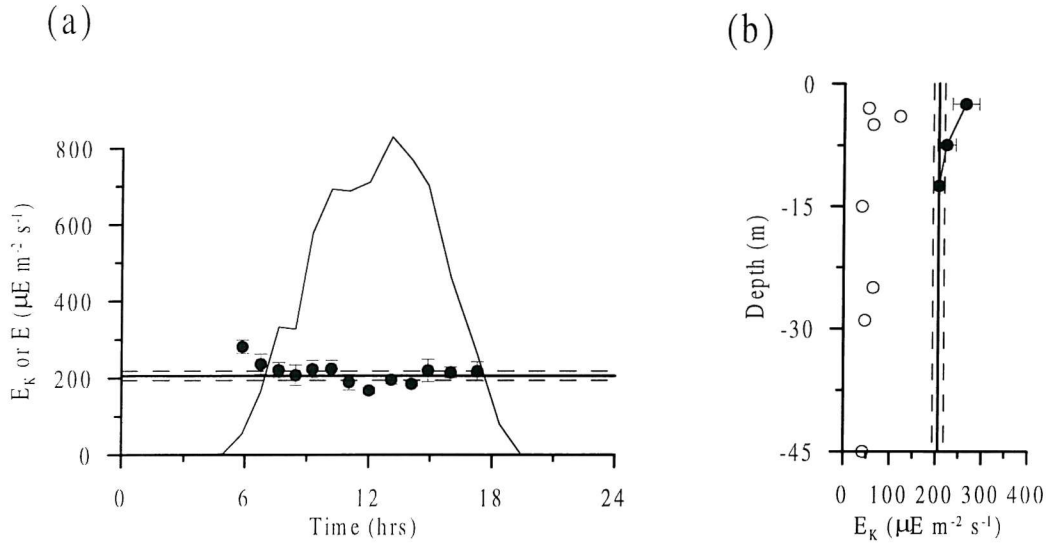 (a)
800
600
400
200
0
E_K or E (µE m⁻² s⁻¹)
0 6 12 18 24
Time (hrs)
(b)
0
-15
-30
-45
Depth (m)
0 100 200 300 400
E_K (µE m⁻² s⁻¹)